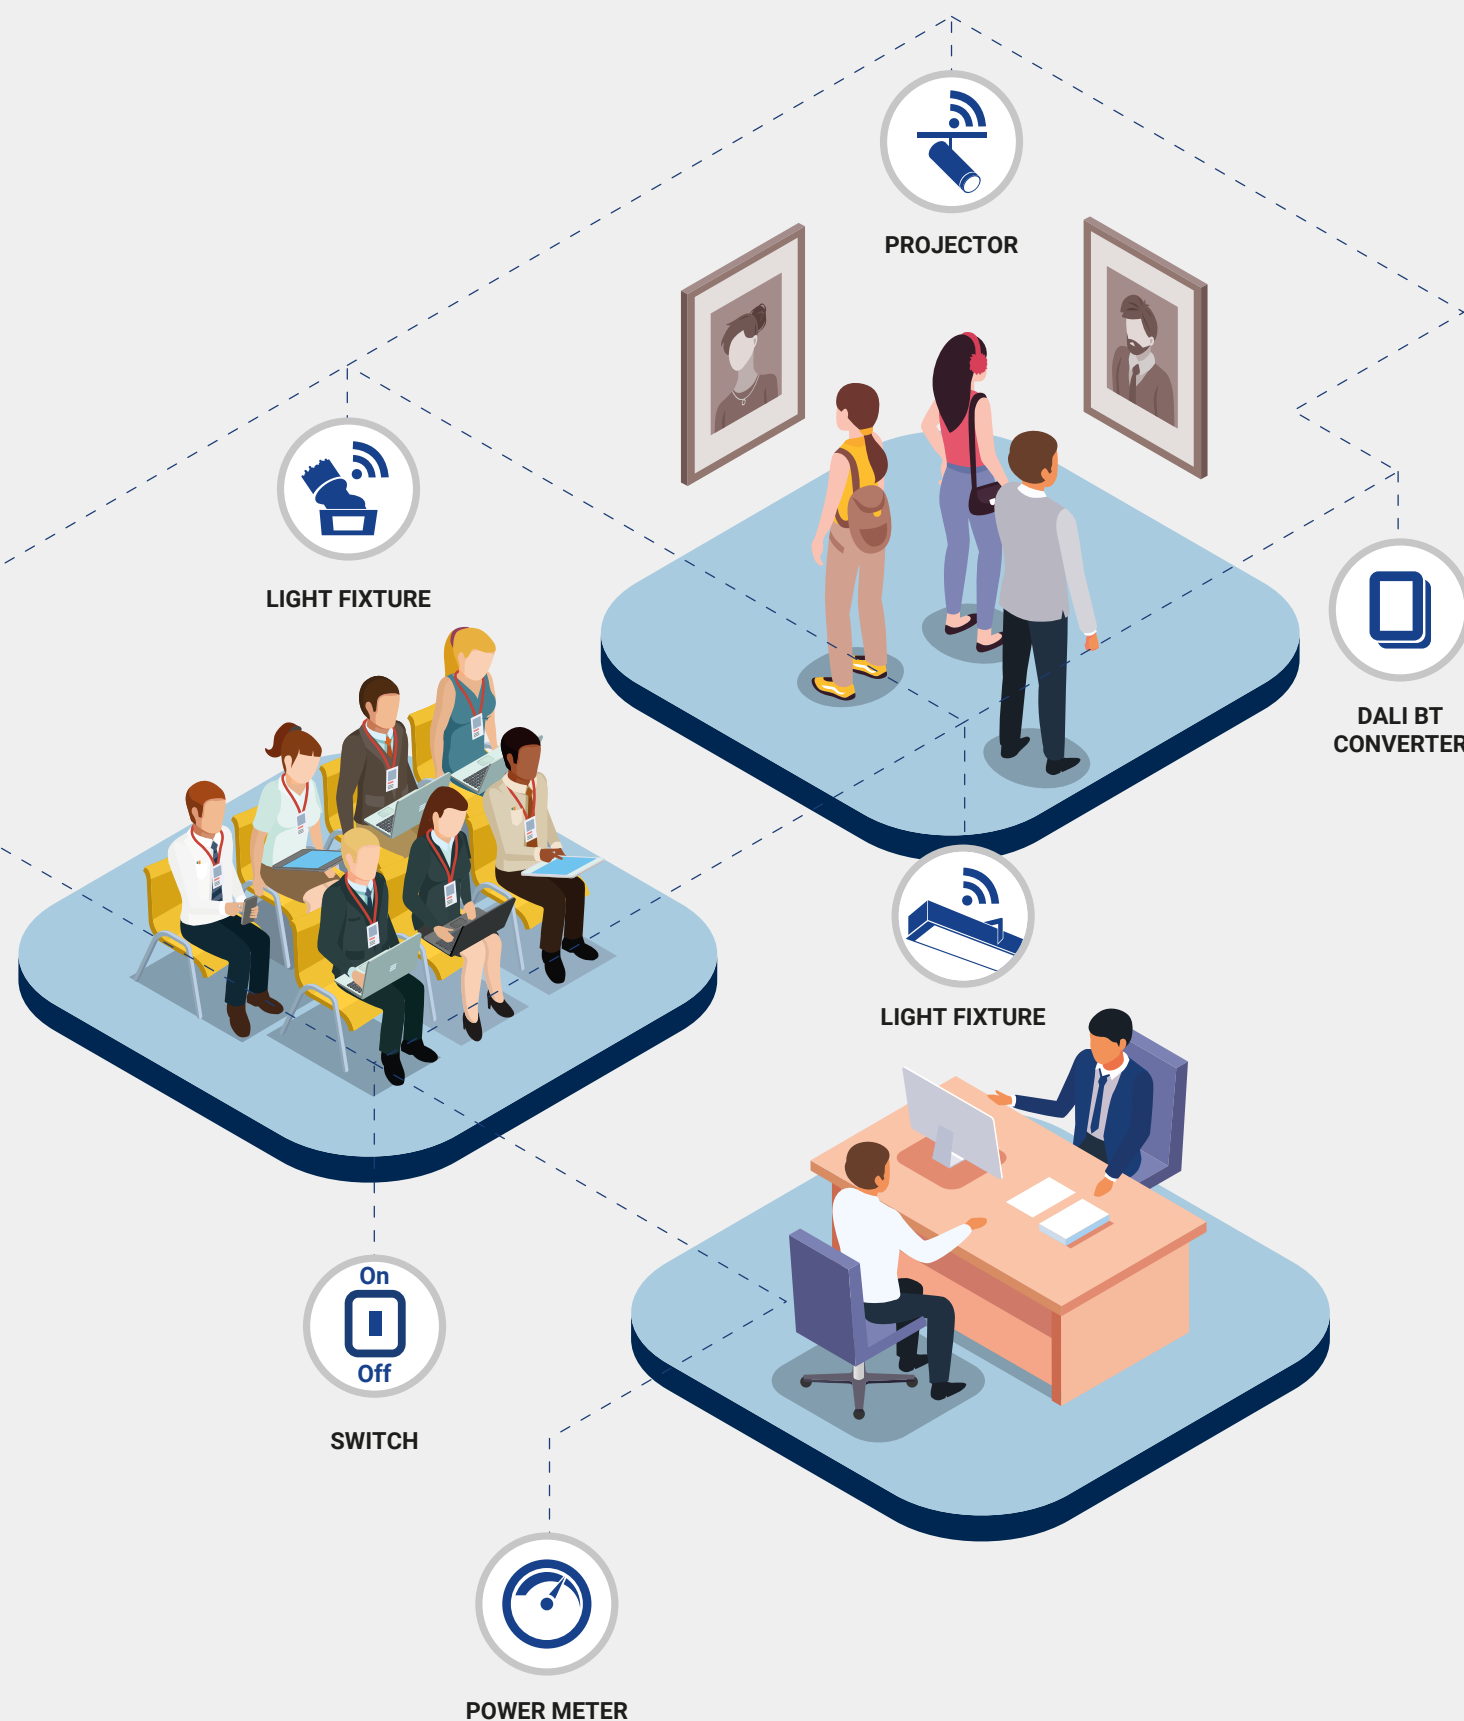 PROJECTOR
LIGHT FIXTURE
DALI BT
CONVERTER
LIGHT FIXTURE
On
Off
SWITCH
POWER METER